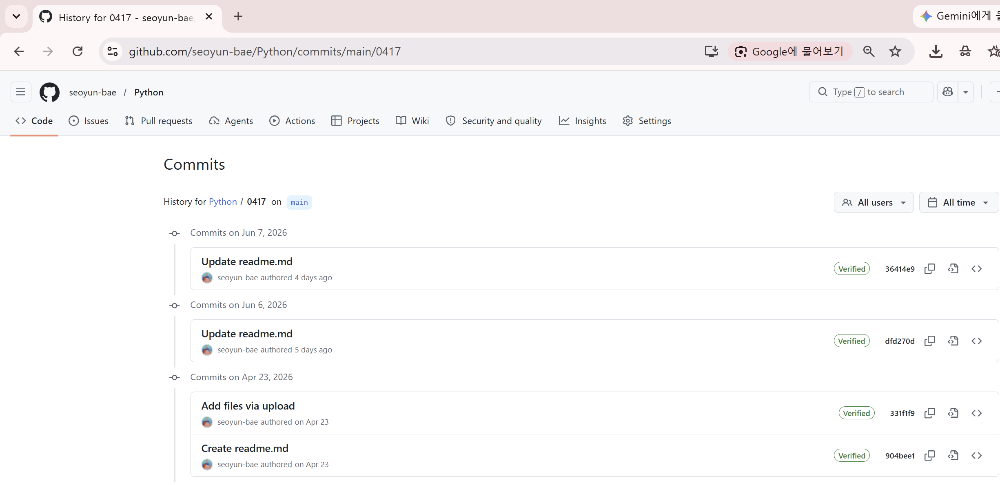 History for 0417 - seoyun-bae/
Gemini에게
github.com/seoyun-bae/Python/commits/main/0417
Google에 물어보기
seoyun-bae / Python
Type / to search
Code Issues Pull requests Agents Actions Projects Wiki Security and quality Insights Settings
Commits
History for Python / 0417 on main
All users All time
Commits on Jun 7, 2026
Update readme.md
Verified 36414e9
seoyun-bae authored 4 days ago
Commits on Jun 6, 2026
Update readme.md
Verified dfd270d
seoyun-bae authored 5 days ago
Commits on Apr 23, 2026
Add files via upload
Verified 331f1f9
seoyun-bae authored on Apr 23
Create readme.md
Verified 904bee1
seoyun-bae authored on Apr 23